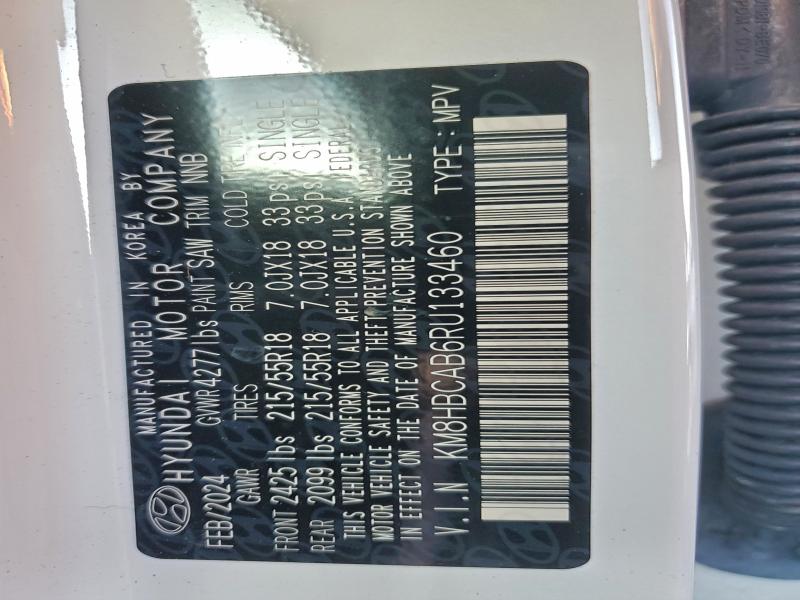 MANUFACTURED IN KOREA BY
HYUNDAI MOTOR COMPANY
FEB/2024 GVWR4277lbs PAINT SAW TRIM NNB
GAWR TIRES RIMS COLD TIRE
FRONT 2425 lbs 215/55R18 7.0JX18 33 psi SINGLE
REAR 2099 lbs 215/55R18 7.0JX18 33 psi SINGLE
THIS VEHICLE CONFORMS TO ALL APPLICABLE U.S.A. FEDERAL
MOTOR VEHICLE SAFETY AND THEFT PREVENTION STANDARDS
IN EFFECT ON THE DATE OF MANUFACTURE SHOWN ABOVE
V.I.N KM8HBCAB6RU133460 TYPE : MPV